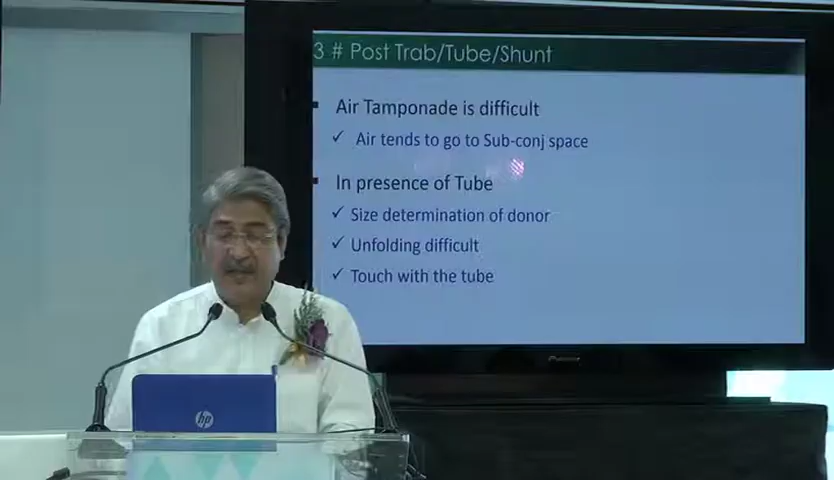 3 # Post Trab/Tube/Shunt
Air Tamponade is difficult
Air tends to go to Sub-conj space
In presence of Tube
Size determination of donor
Unfolding difficult
Touch with the tube
Pioneer
hp